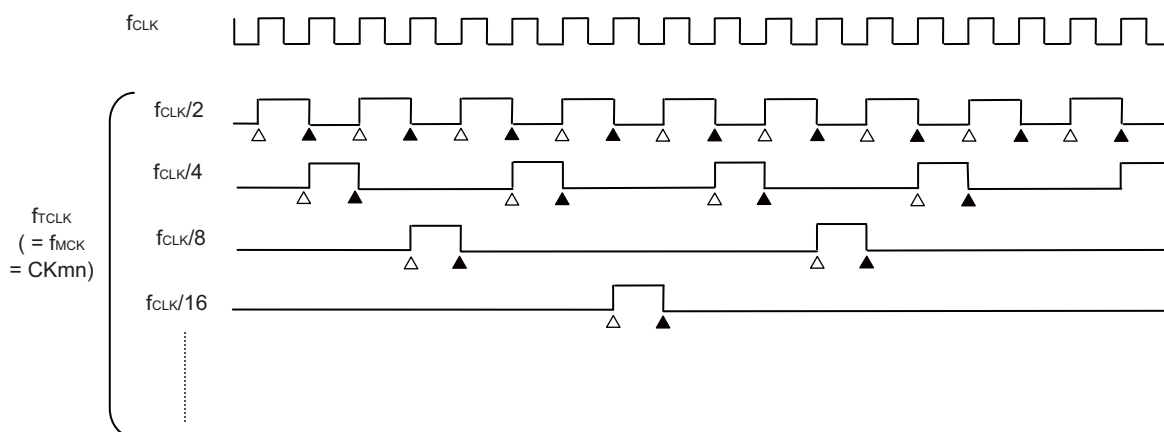 fCLK
fCLK/2
fCLK/4
fCLK/8
fCLK/16
fTCLK
( = fMCK
= CKmn)